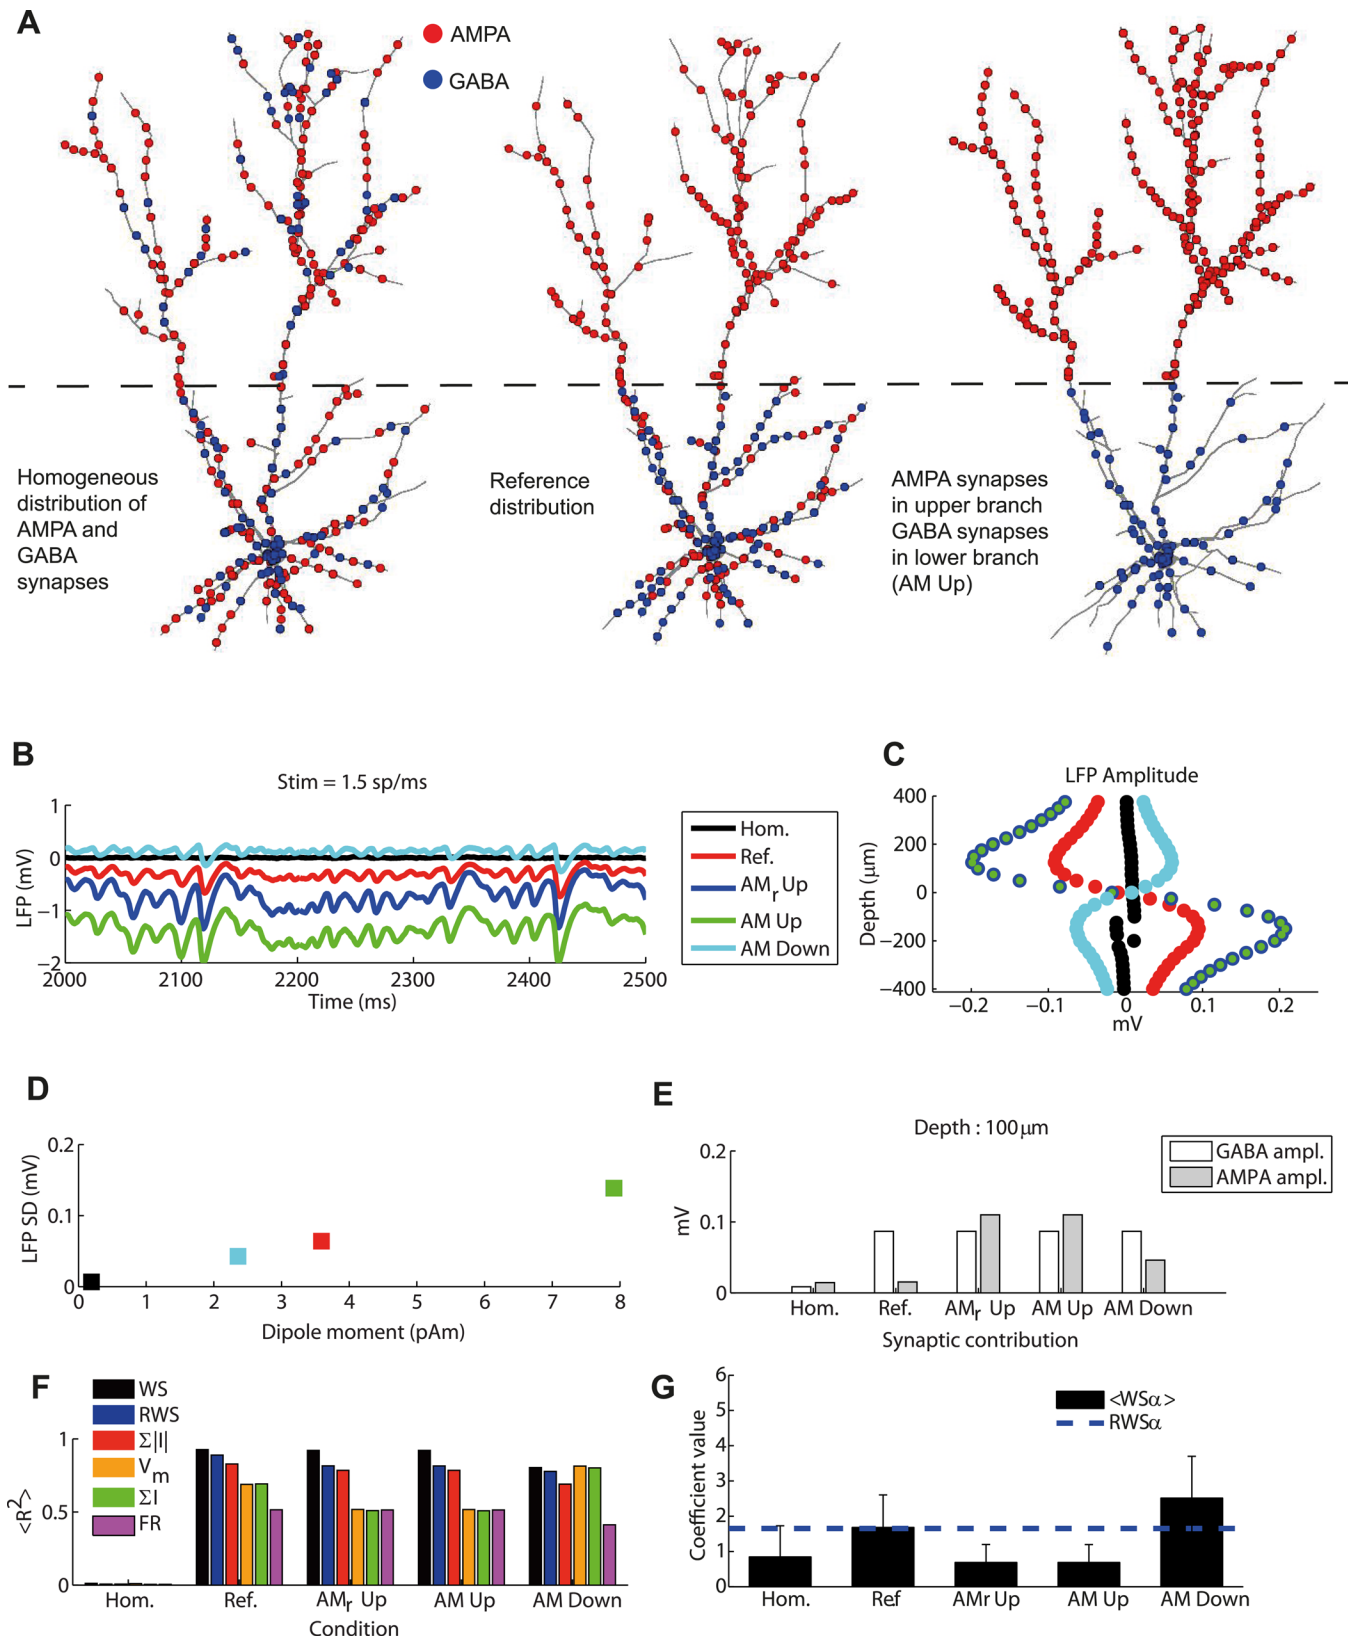 A
AMPA
GABA
Homogeneous
distribution of
AMPA and
GABA
synapses
Reference
distribution
AMPA synapses
in upper branch
GABA synapses
in lower branch
(AM Up)
B
Stim = 1.5 sp/ms
LFP (mV)
1
0
−1
−2
2000 2100 2200 2300 2400 2500
Time (ms)
Hom.
Ref.
AMr Up
AM Up
AM Down
C
LFP Amplitude
Depth (μm)
400
200
0
−200
−400
−0.2 −0.1 0 0.1 0.2
mV
D
LFP SD (mV)
0.2
0.1
0
0 1 2 3 4 5 6 7 8
Dipole moment (pAm)
E
Depth : 100 μm
mV
0.2
0.1
0
GABA ampl.
AMPA ampl.
Hom. Ref. AMr Up AM Up AM Down
Synaptic contribution
F
WS
RWS
Σ|I|
Vm
ΣI
FR
<R2>
1
0.5
0
Hom. Ref. AMr Up AM Up AM Down
Condition
G
Coefficient value
6
5
4
3
2
1
0
<WSα>
RWSα
Hom. Ref AMr Up AM Up AM Down